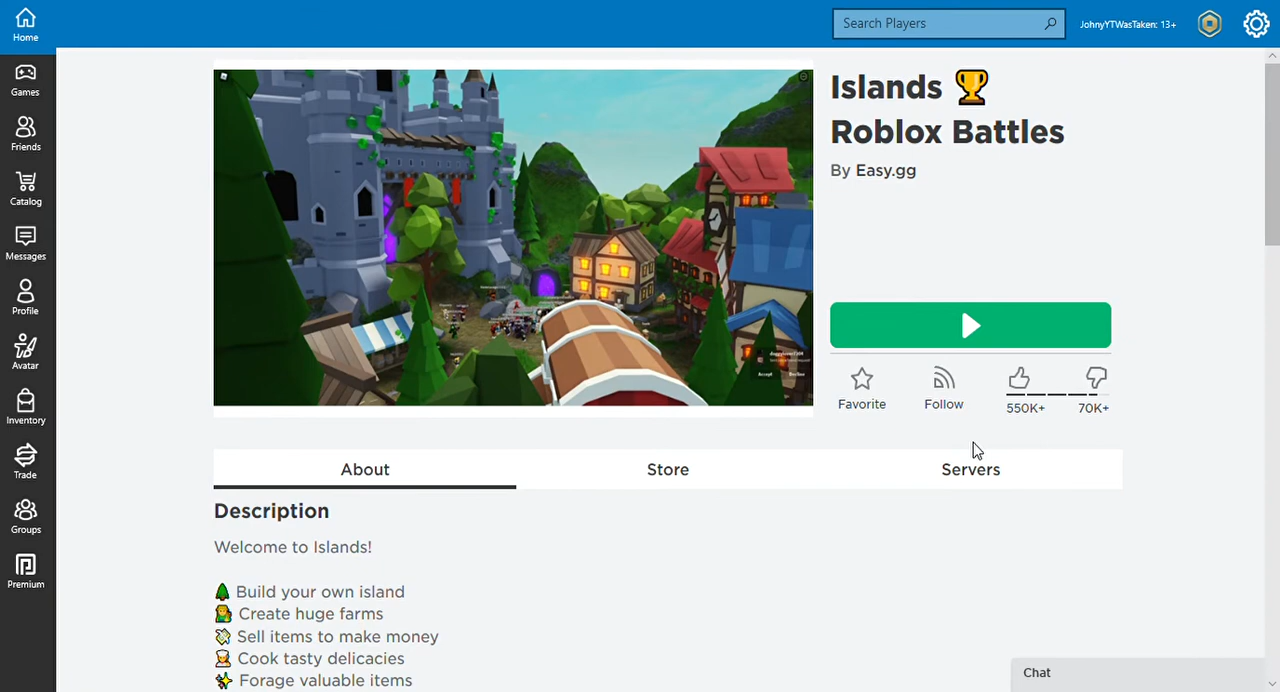 Home
Search Players
JohnyYTWasTaken: 13+
Games
Friends
Catalog
Messages
Profile
Avatar
Inventory
Trade
Groups
Premium
Islands 🏆
Roblox Battles
By Easy.gg
Favorite
Follow
550K+
70K+
Accept
Decline
About
Store
Servers
Description
Welcome to Islands!
🌲 Build your own island
👩‍🌾 Create huge farms
💸 Sell items to make money
👨‍🍳 Cook tasty delicacies
✨ Forage valuable items
Chat